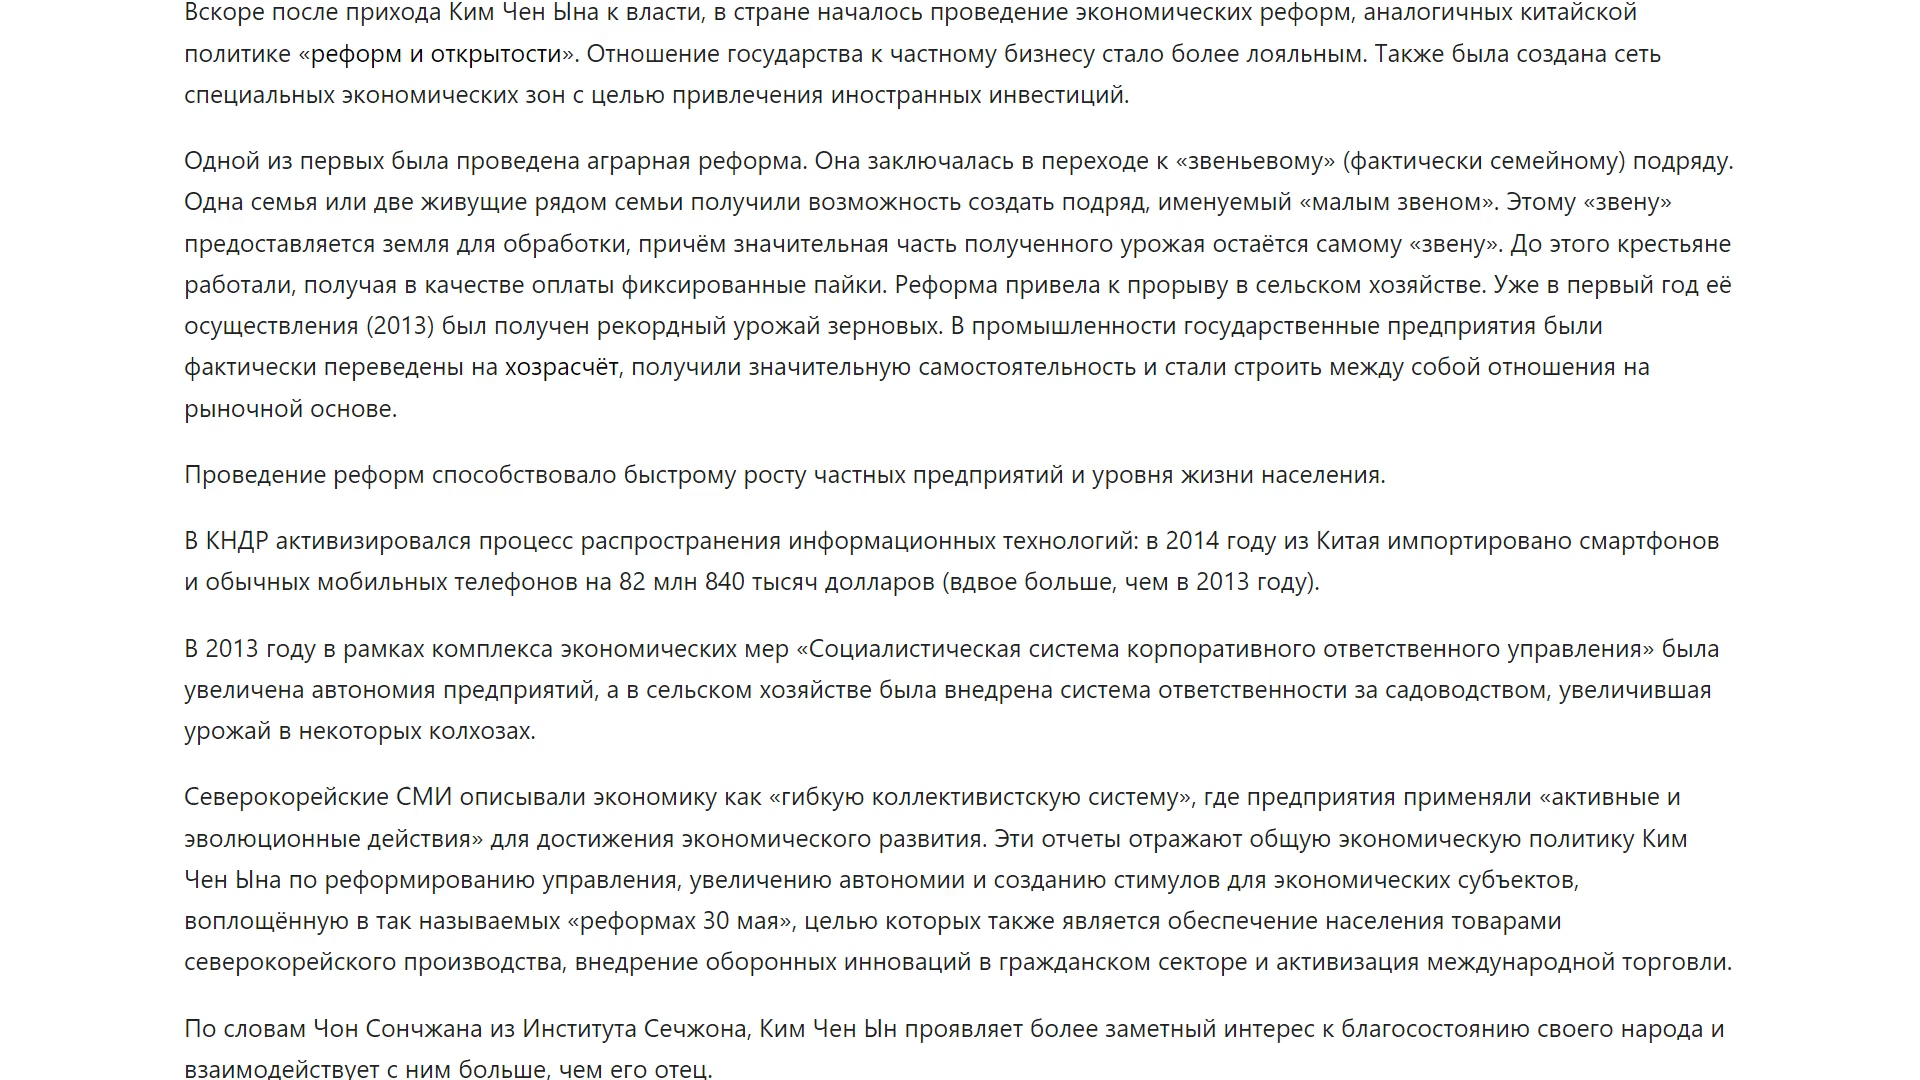 Вскоре после прихода Ким Чен Ына к власти, в стране началось проведение экономических реформ, аналогичных китайской
политике «реформ и открытости». Отношение государства к частному бизнесу стало более лояльным. Также была создана сеть
специальных экономических зон с целью привлечения иностранных инвестиций.
Одной из первых была проведена аграрная реформа. Она заключалась в переходе к «звеньевому» (фактически семейному) подряду.
Одна семья или две живущие рядом семьи получили возможность создать подряд, именуемый «малым звеном». Этому «звену»
предоставляется земля для обработки, причём значительная часть полученного урожая остаётся самому «звену». До этого крестьяне
работали, получая в качестве оплаты фиксированные пайки. Реформа привела к прорыву в сельском хозяйстве. Уже в первый год её
осуществления (2013) был получен рекордный урожай зерновых. В промышленности государственные предприятия были
фактически переведены на хозрасчёт, получили значительную самостоятельность и стали строить между собой отношения на
рыночной основе.
Проведение реформ способствовало быстрому росту частных предприятий и уровня жизни населения.
В КНДР активизировался процесс распространения информационных технологий: в 2014 году из Китая импортировано смартфонов
и обычных мобильных телефонов на 82 млн 840 тысяч долларов (вдвое больше, чем в 2013 году).
В 2013 году в рамках комплекса экономических мер «Социалистическая система корпоративного ответственного управления» была
увеличена автономия предприятий, а в сельском хозяйстве была внедрена система ответственности за садоводством, увеличившая
урожай в некоторых колхозах.
Северокорейские СМИ описывали экономику как «гибкую коллективистскую систему», где предприятия применяли «активные и
эволюционные действия» для достижения экономического развития. Эти отчеты отражают общую экономическую политику Ким
Чен Ына по реформированию управления, увеличению автономии и созданию стимулов для экономических субъектов,
воплощённую в так называемых «реформах 30 мая», целью которых также является обеспечение населения товарами
северокорейского производства, внедрение оборонных инноваций в гражданском секторе и активизация международной торговли.
По словам Чон Сончжана из Института Сечжона, Ким Чен Ын проявляет более заметный интерес к благосостоянию своего народа и
взаимодействует с ним больше, чем его отец.